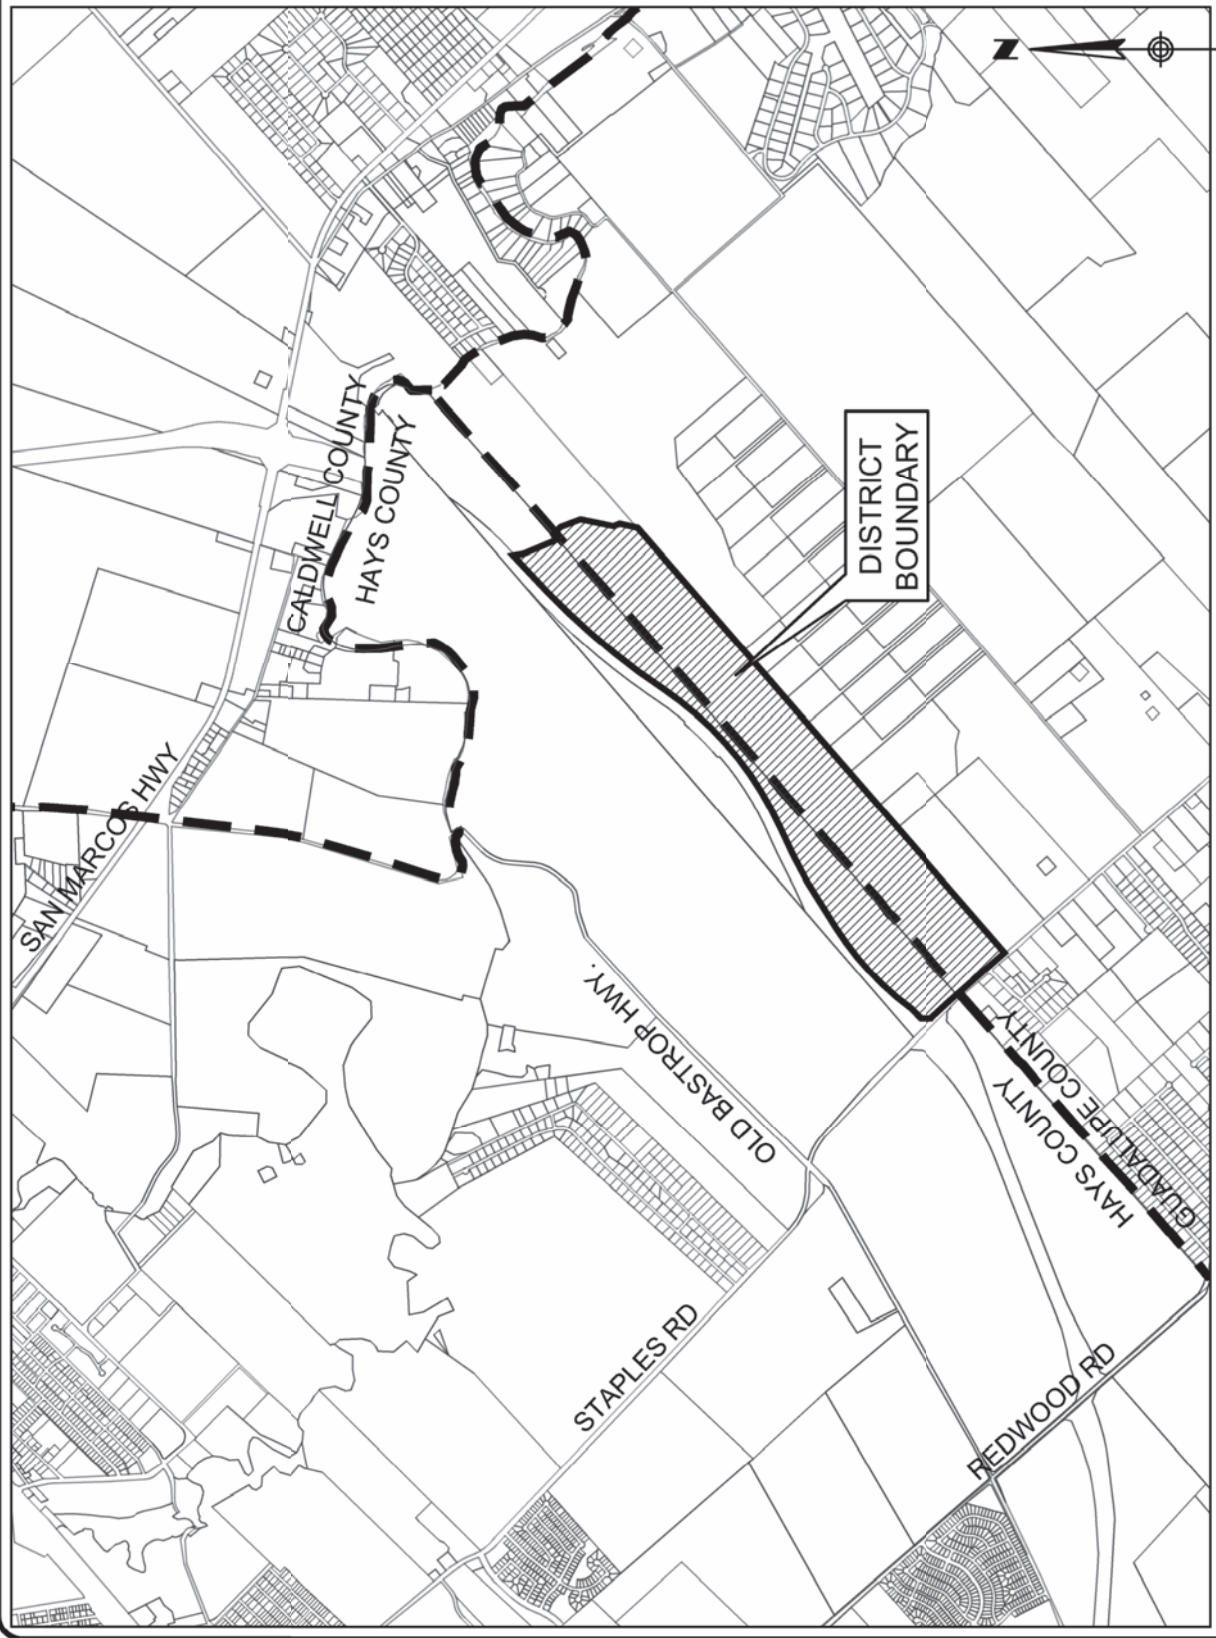 SAN MARCOS HWY
CALDWELL COUNTY
HAYS COUNTY
OLD BASTROP HWY.
DISTRICT
BOUNDARY
STAPLES RD
HAYS COUNTY
GUADALUPE COUNTY
REDWOOD RD
N